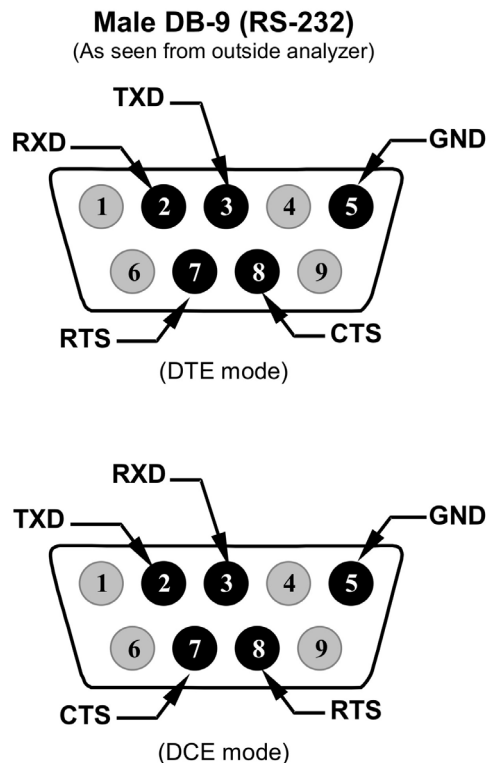 Male DB-9 (RS-232)
(As seen from outside analyzer)
TXD
RXD
GND
1 2 3 4 5
6 7 8 9
RTS
CTS
(DTE mode)
RXD
TXD
GND
1 2 3 4 5
6 7 8 9
CTS
RTS
(DCE mode)